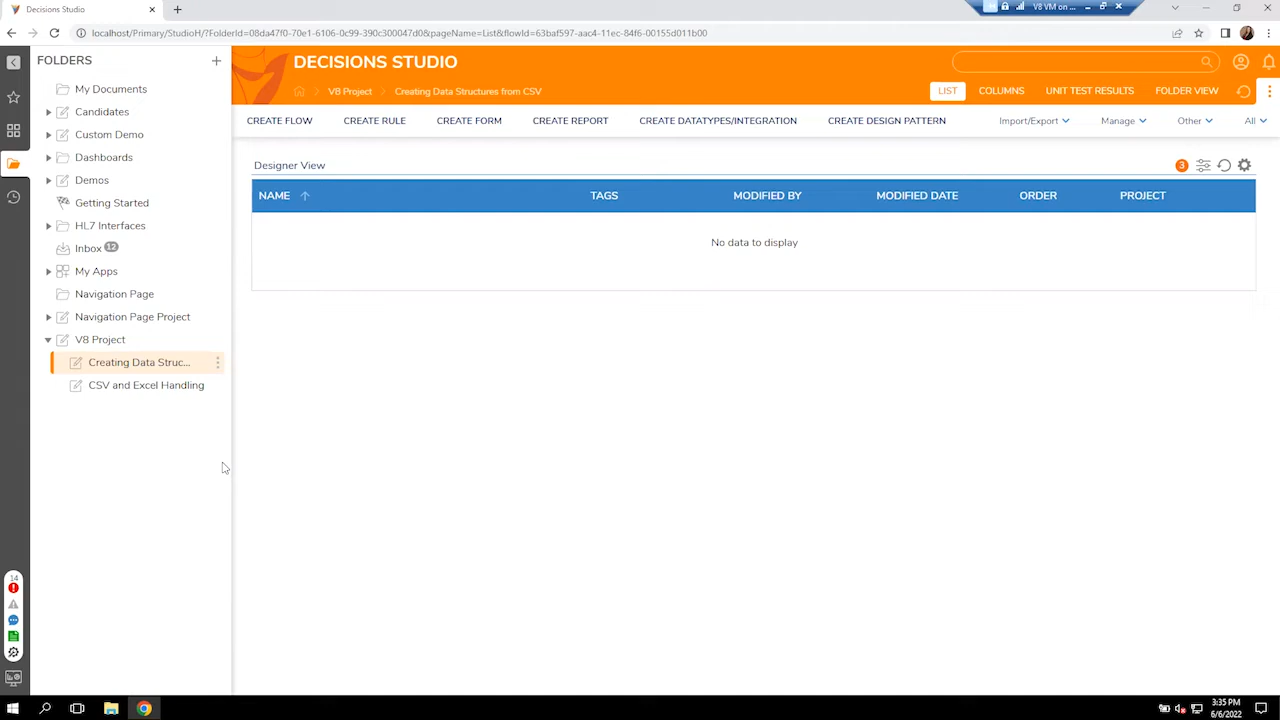 Decisions Studio
V8 VM on ...
localhost/Primary/StudioH/?FolderId=08da47f0-70e1-6106-0c99-390c300047d0&pageName=List&flowId=63baf597-aac4-11ec-84f6-00155d011b00
FOLDERS
DECISIONS STUDIO
V8 Project
Creating Data Structures from CSV
LIST
COLUMNS
UNIT TEST RESULTS
FOLDER VIEW
CREATE FLOW
CREATE RULE
CREATE FORM
CREATE REPORT
CREATE DATATYPES/INTEGRATION
CREATE DESIGN PATTERN
Import/Export
Manage
Other
All
My Documents
Candidates
Custom Demo
Dashboards
Demos
Getting Started
HL7 Interfaces
Inbox 12
My Apps
Navigation Page
Navigation Page Project
V8 Project
Creating Data Struc...
CSV and Excel Handling
Designer View
3
NAME
TAGS
MODIFIED BY
MODIFIED DATE
ORDER
PROJECT
No data to display
14
3:35 PM
6/6/2022